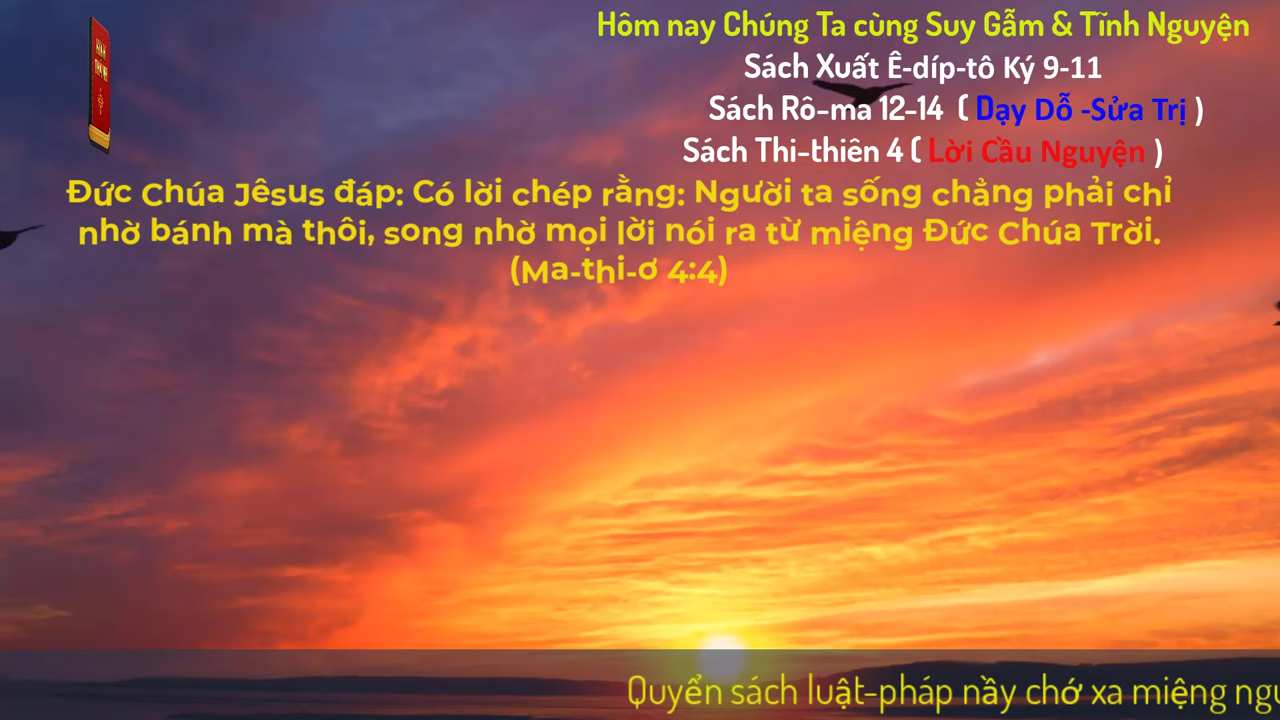 Hôm nay Chúng Ta cùng Suy Gẫm & Tĩnh Nguyện
Sách Xuất Ê-díp-tô Ký 9-11
Sách Rô-ma 12-14 ( Dạy Dỗ -Sửa Trị )
Sách Thi-thiên 4 ( Lời Cầu Nguyện )
Đức Chúa Jêsus đáp: Có lời chép rằng: Người ta sống chẳng phải chỉ
nhờ bánh mà thôi, song nhờ mọi lời nói ra từ miệng Đức Chúa Trời.
(Ma-thi-ơ 4:4)
Quyển sách luật-pháp nầy chớ xa miệng